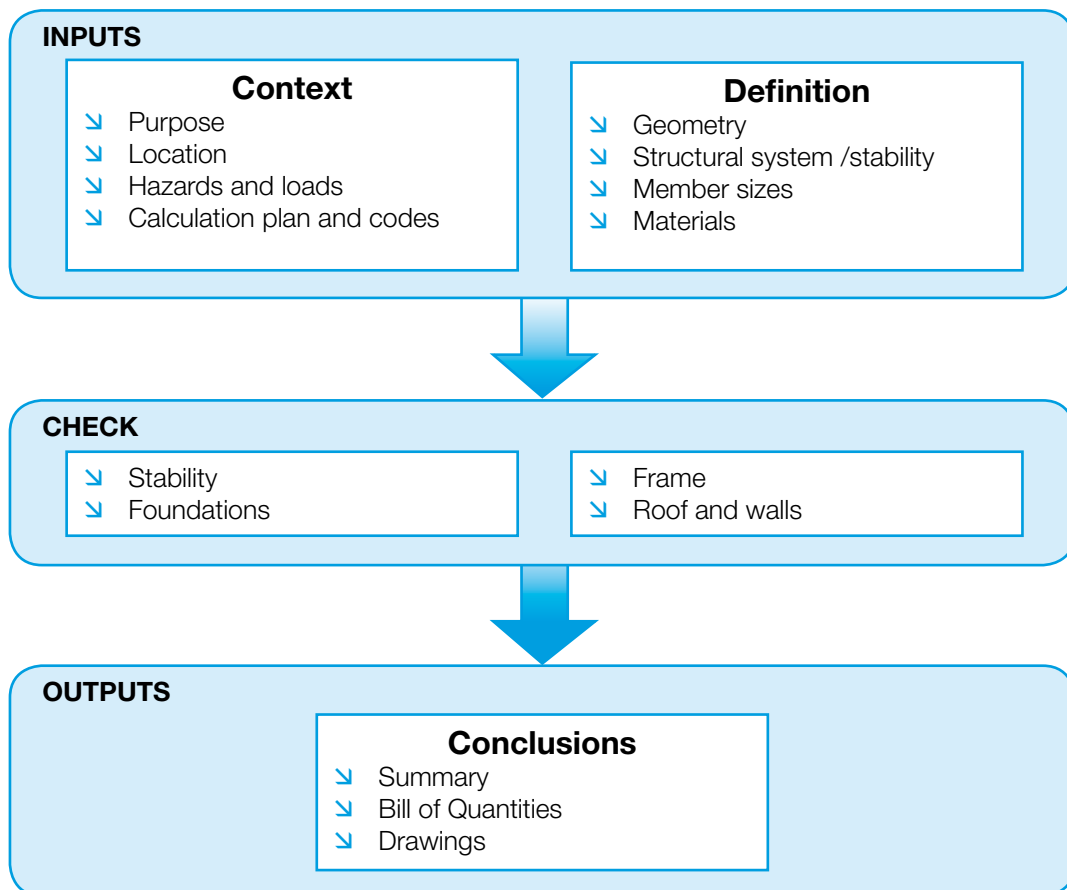 INPUTS
Context
Purpose
Location
Hazards and loads
Calculation plan and codes
Definition
Geometry
Structural system /stability
Member sizes
Materials
CHECK
Stability
Foundations
Frame
Roof and walls
OUTPUTS
Conclusions
Summary
Bill of Quantities
Drawings